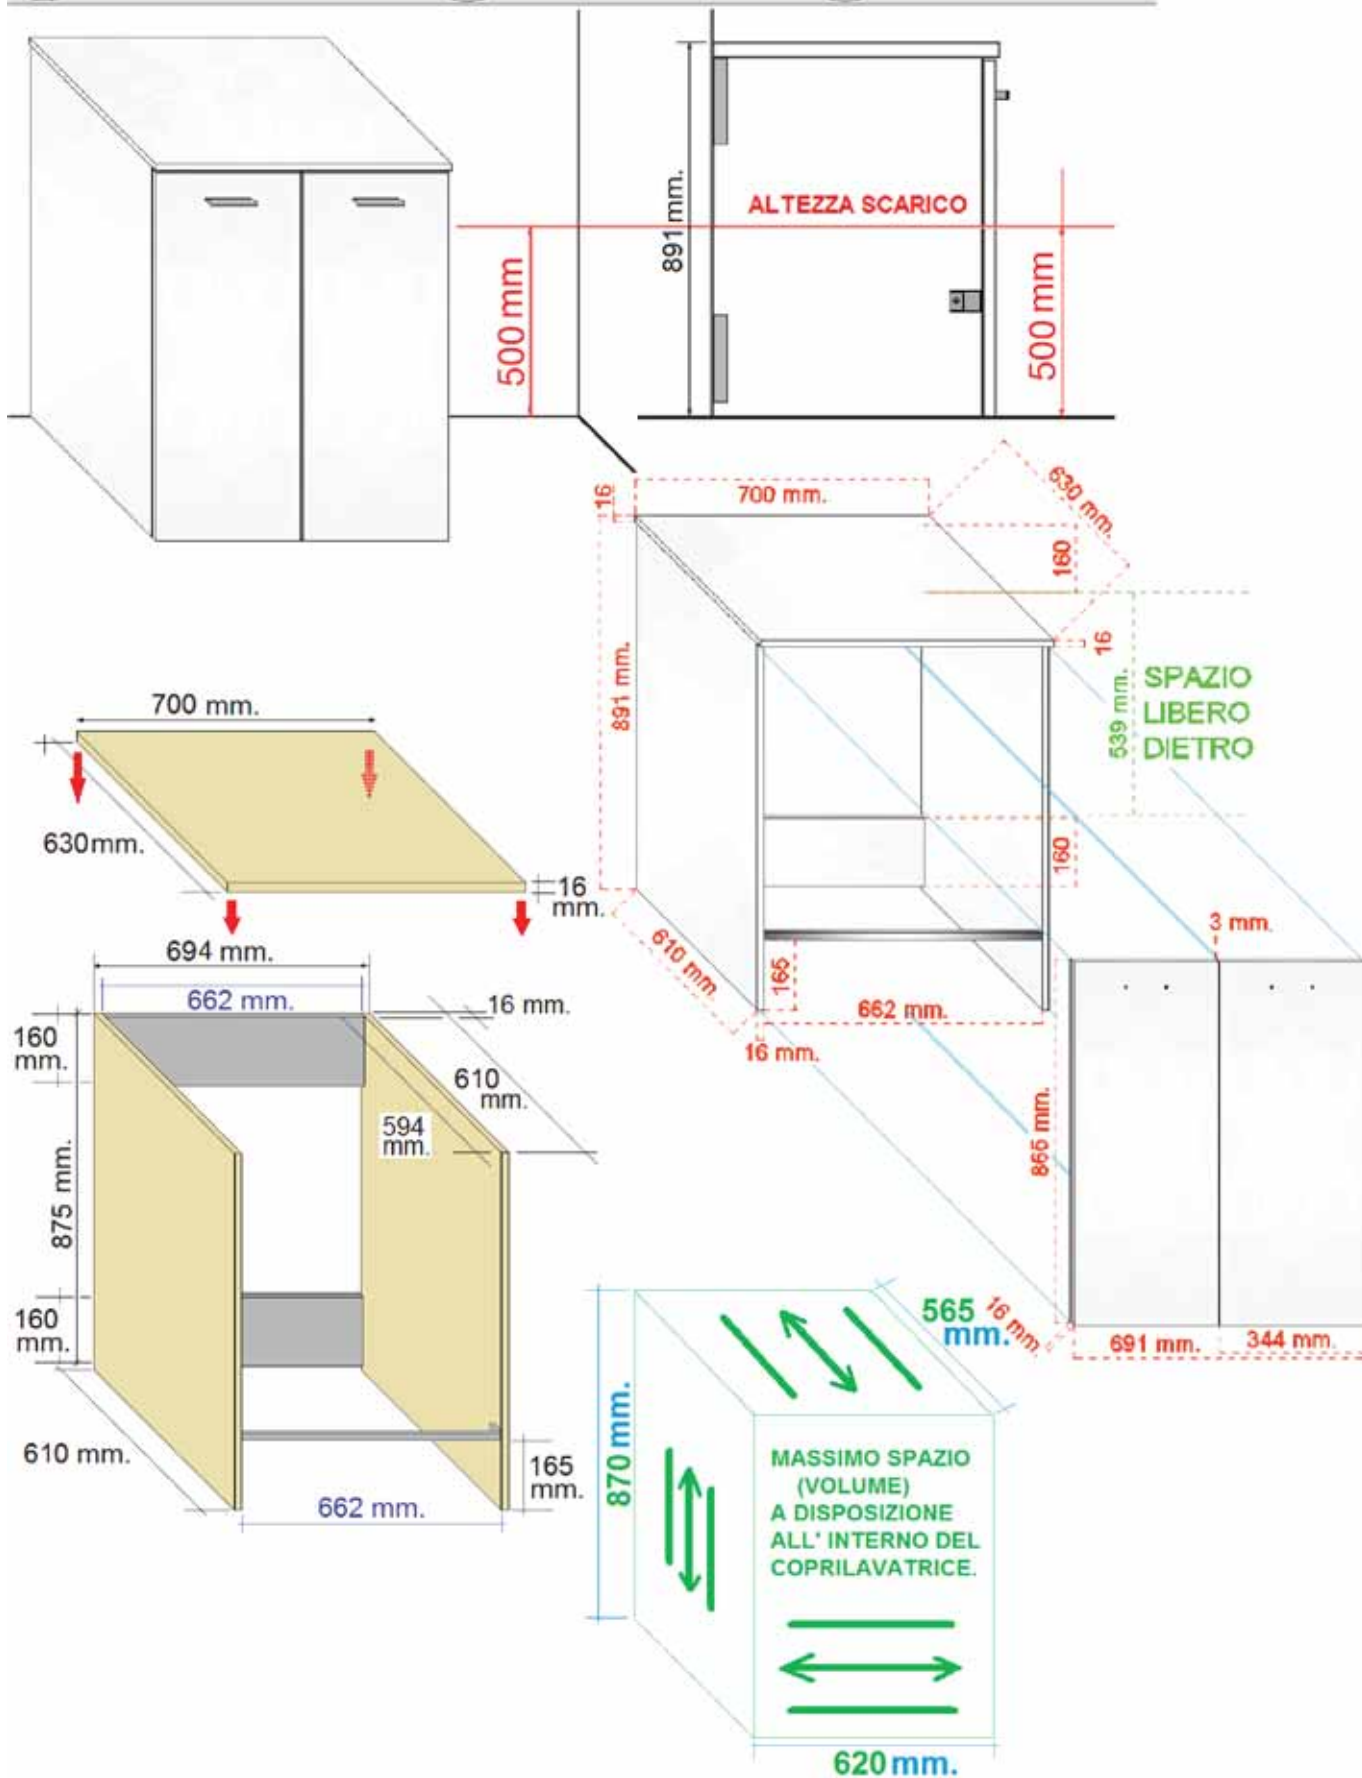 891 mm.
ALTEZZA SCARICO
500 mm
500 mm
16
700 mm.
630 mm.
160
891 mm.
16
539 mm.
SPAZIO
LIBERO
DIETRO
160
610 mm.
165
662 mm.
16 mm.
3 mm.
865 mm.
16 mm.
691 mm.
344 mm.
700 mm.
630mm.
16
mm.
694 mm.
662 mm.
16 mm.
160
mm.
610
mm.
594
mm.
875 mm.
160
mm.
610 mm.
165
mm.
662 mm.
565
mm.
870 mm.
MASSIMO SPAZIO
(VOLUME)
A DISPOSIZIONE
ALL' INTERNO DEL
COPRILAVATRICE.
620 mm.